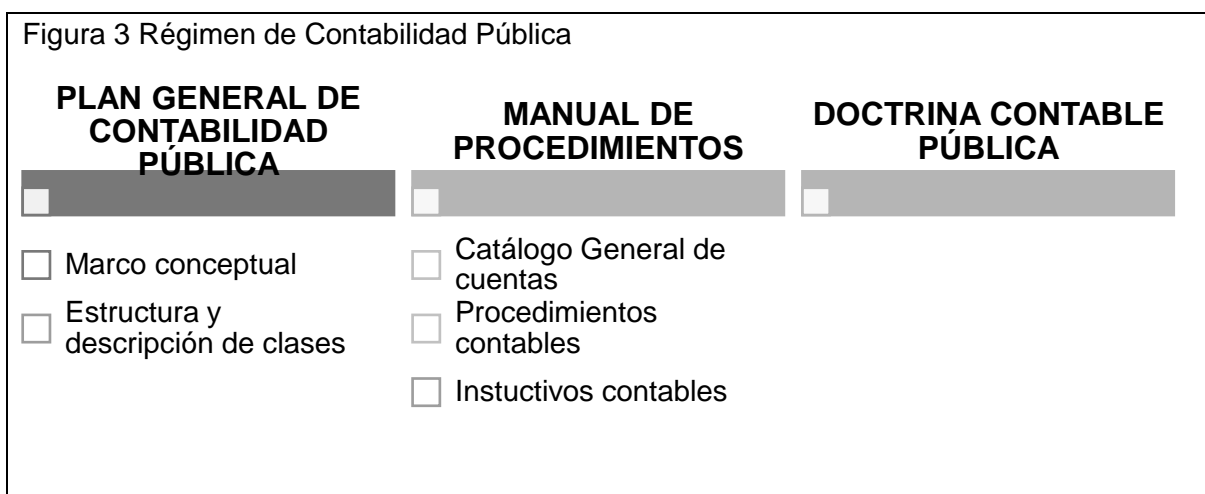 Figura 3 Régimen de Contabilidad Pública
PLAN GENERAL DE
CONTABILIDAD
PÚBLICA
Marco conceptual
Estructura y
descripción de clases
MANUAL DE
PROCEDIMIENTOS
Catálogo General de
cuentas
Procedimientos
contables
Instuctivos contables
DOCTRINA CONTABLE
PÚBLICA